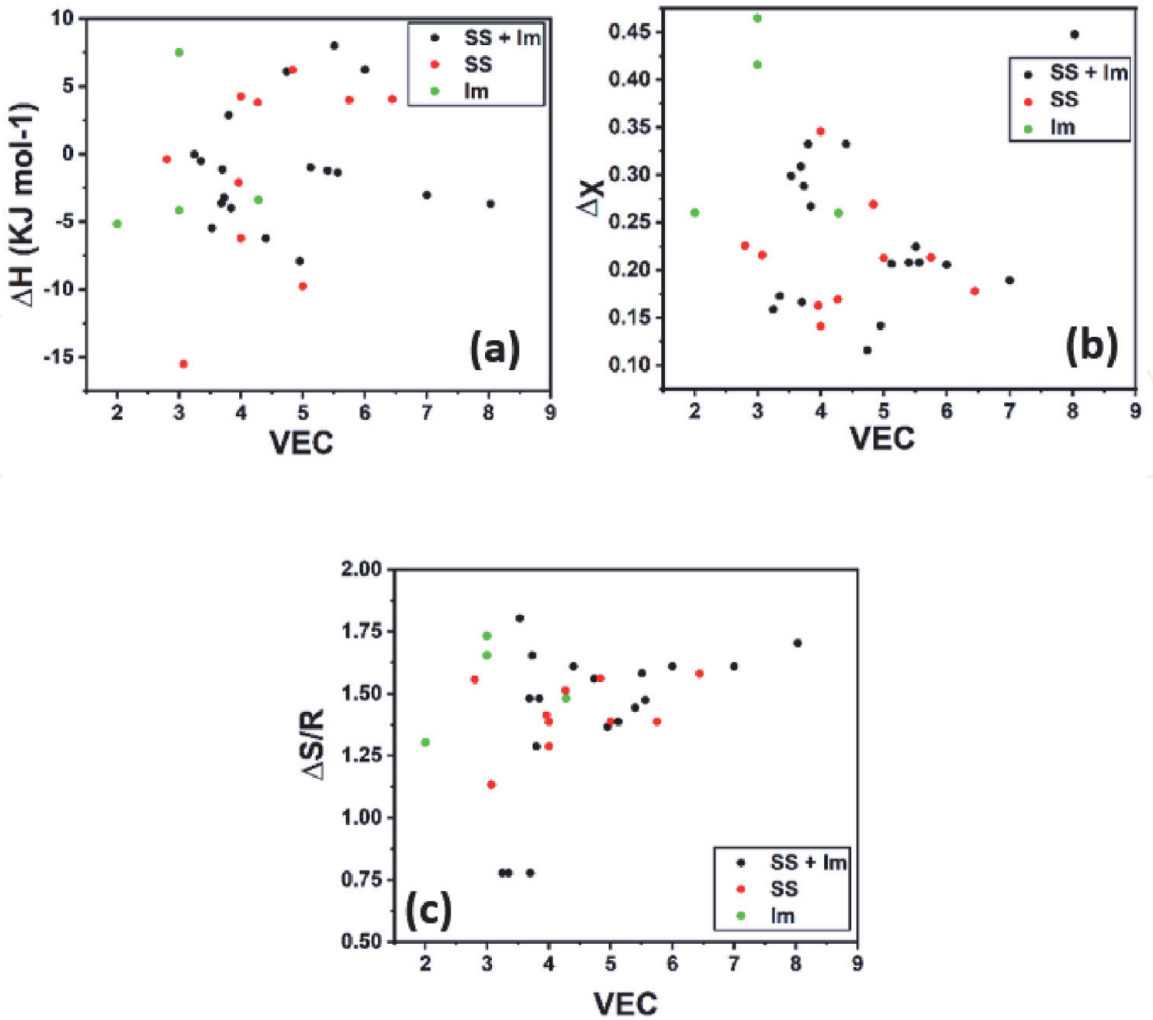 10
5
0
-5
-10
-15
ΔH (KJ mol-1)
SS + Im
SS
Im
(a)
2 3 4 5 6 7 8 9
VEC
0.45
0.40
0.35
0.30
0.25
0.20
0.15
0.10
Δχ
SS + Im
SS
Im
(b)
2 3 4 5 6 7 8 9
VEC
2.00
1.75
1.50
1.25
1.00
0.75
0.50
ΔS/R
SS + Im
SS
Im
(c)
2 3 4 5 6 7 8 9
VEC